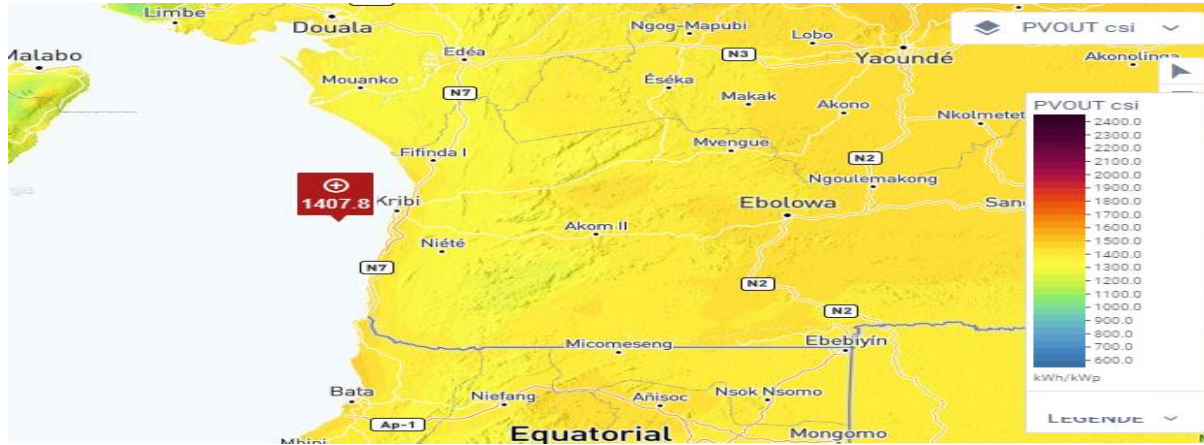 Limbe
Douala
Ngog-Mapubi
Lobo
PVOUT csi
Malabo
Edéa
N3
Yaoundé
Akonolinga
Mouanko
N7
Éséka
Makak
Akono
Nkolmetet
PVOUT csi
2400.0
2300.0
2200.0
2100.0
2000.0
1900.0
1800.0
1700.0
1600.0
1500.0
1400.0
1300.0
1200.0
1100.0
1000.0
900.0
800.0
700.0
600.0
kWh/kWp
LEGENDE
Fifinda I
Mvengue
N2
Ngoulemakong
1407.8
Kribi
Ebolowa
San
Akom II
Niété
N7
N2
N2
Micomeseng
Ebebiyín
Bata
Niefang
Añisoc
Nsok Nsomo
Ap-1
Equatorial
Mongomo